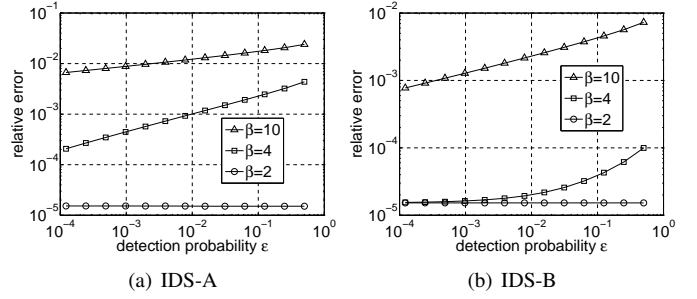 10^-1
10^-2
10^-3
10^-4
10^-5
relative error
β=10
β=4
β=2
10^-4 10^-3 10^-2 10^-1 10^0
detection probability ε
(a) IDS-A
10^-2
10^-3
10^-4
10^-5
relative error
β=10
β=4
β=2
10^-4 10^-3 10^-2 10^-1 10^0
detection probability ε
(b) IDS-B